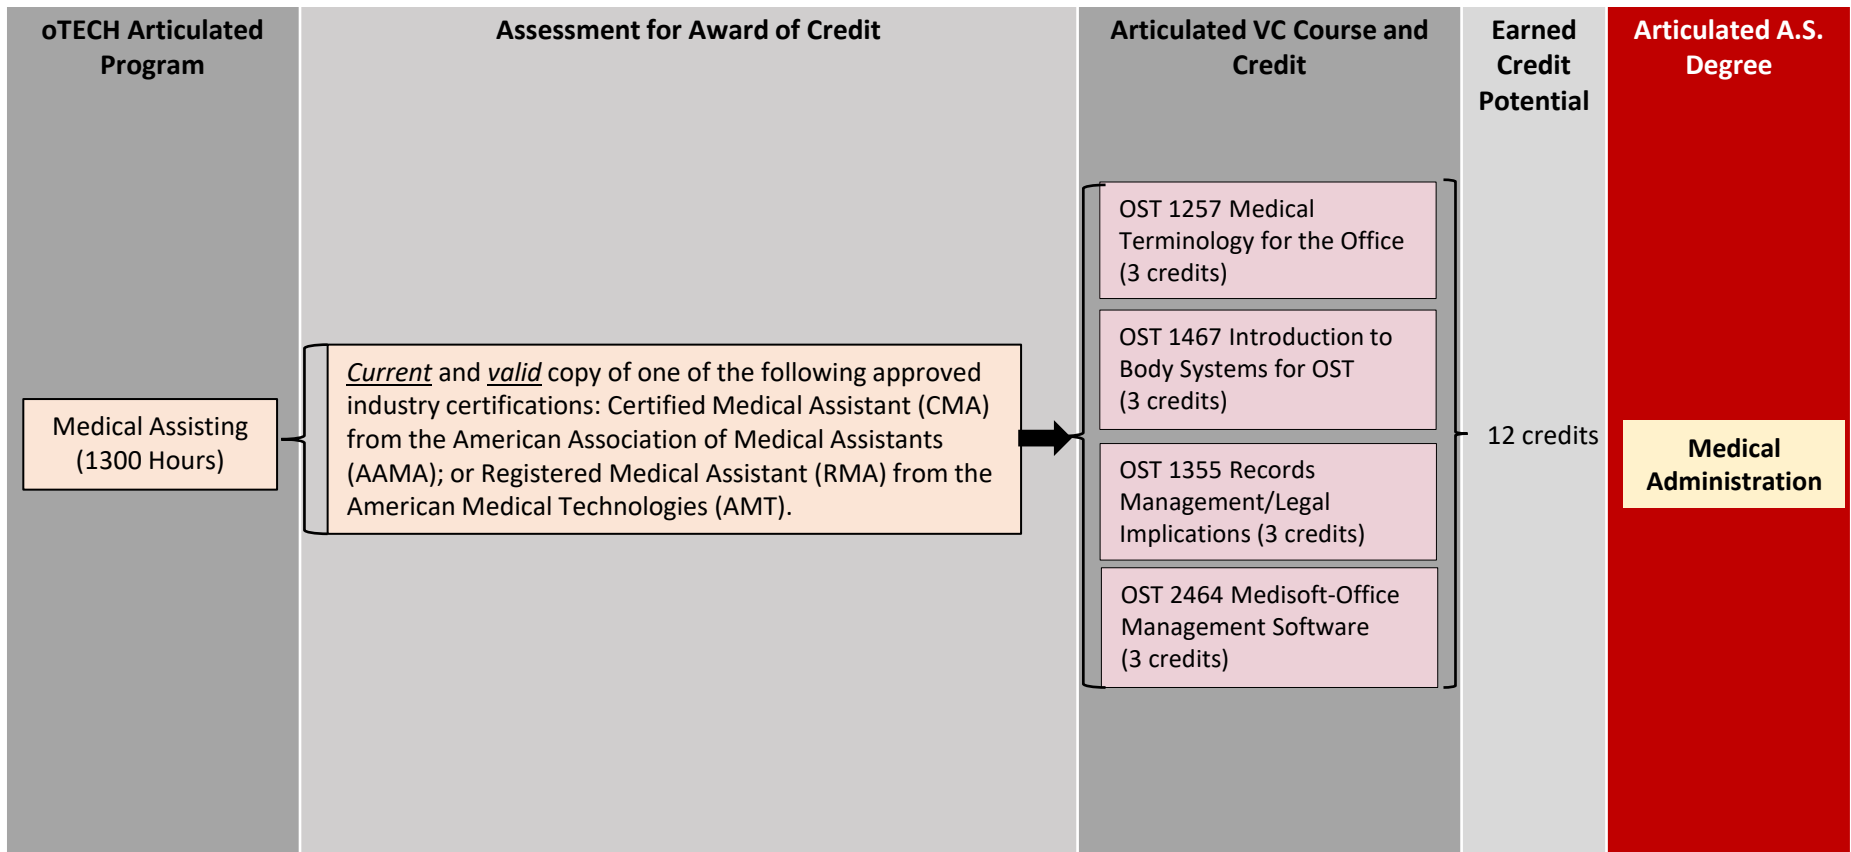 oTECH Articulated
Program
Assessment for Award of Credit
Articulated VC Course and
Credit
Earned
Credit
Potential
Articulated A.S.
Degree
Medical Assisting
(1300 Hours)
Current and valid copy of one of the following approved
industry certifications: Certified Medical Assistant (CMA)
from the American Association of Medical Assistants
(AAMA); or Registered Medical Assistant (RMA) from the
American Medical Technologies (AMT).
OST 1257 Medical
Terminology for the Office
(3 credits)
OST 1467 Introduction to
Body Systems for OST
(3 credits)
OST 1355 Records
Management/Legal
Implications (3 credits)
OST 2464 Medisoft-Office
Management Software
(3 credits)
12 credits
Medical
Administration